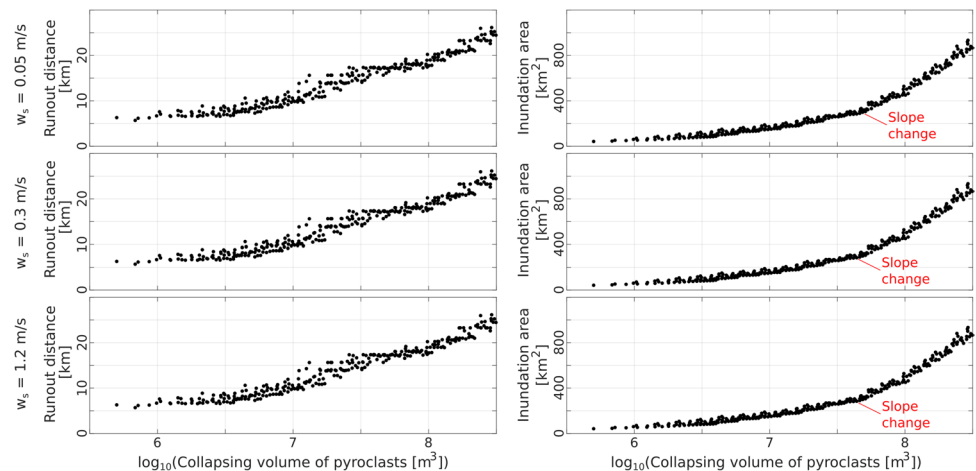 w_s = 0.05 m/s
Runout distance
[km]
20
10
0
Inundation area
[km²]
800
400
0
Slope
change
w_s = 0.3 m/s
Runout distance
[km]
20
10
0
Inundation area
[km²]
800
400
0
Slope
change
w_s = 1.2 m/s
Runout distance
[km]
20
10
0
6
7
8
log₁₀(Collapsing volume of pyroclasts [m³])
Inundation area
[km²]
800
400
0
Slope
change
6
7
8
log₁₀(Collapsing volume of pyroclasts [m³])